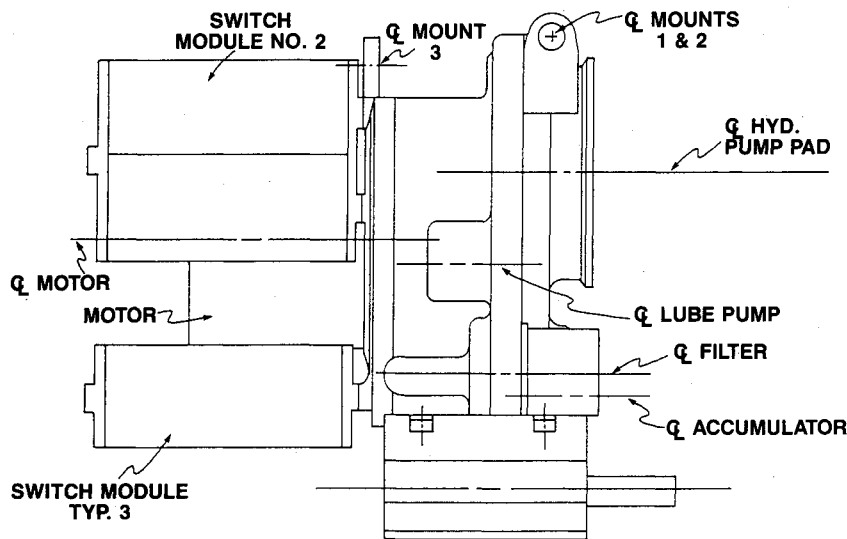 SWITCH
MODULE NO. 2
℄ MOUNT
3
℄ MOUNTS
1 & 2
℄ HYD.
PUMP PAD
℄ MOTOR
MOTOR
℄ LUBE PUMP
℄ FILTER
℄ ACCUMULATOR
SWITCH MODULE
TYP. 3